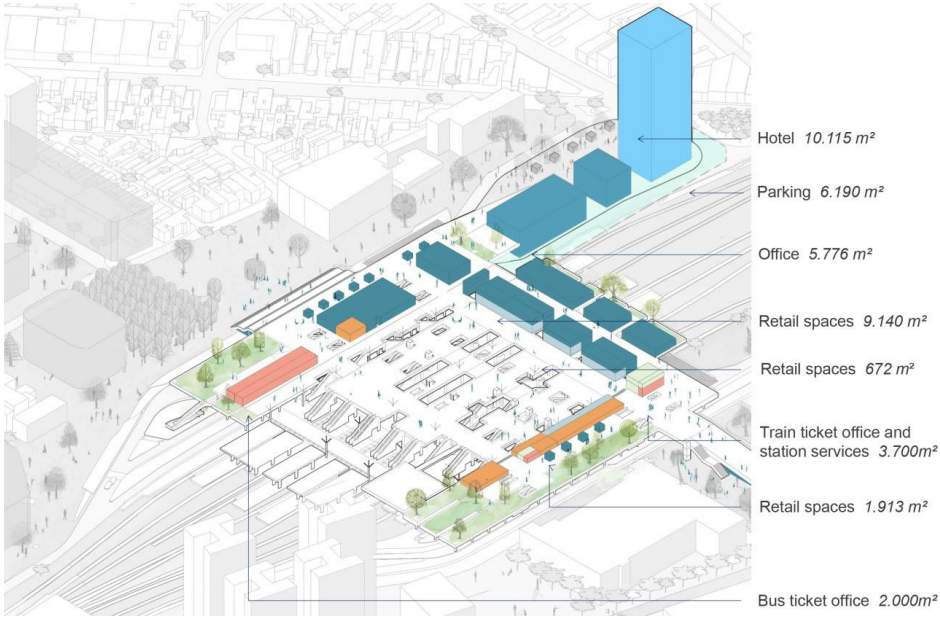 Hotel 10.115 m²
Parking 6.190 m²
Office 5.776 m²
Retail spaces 9.140 m²
Retail spaces 672 m²
Train ticket office and
station services 3.700m²
Retail spaces 1.913 m²
Bus ticket office 2.000m²